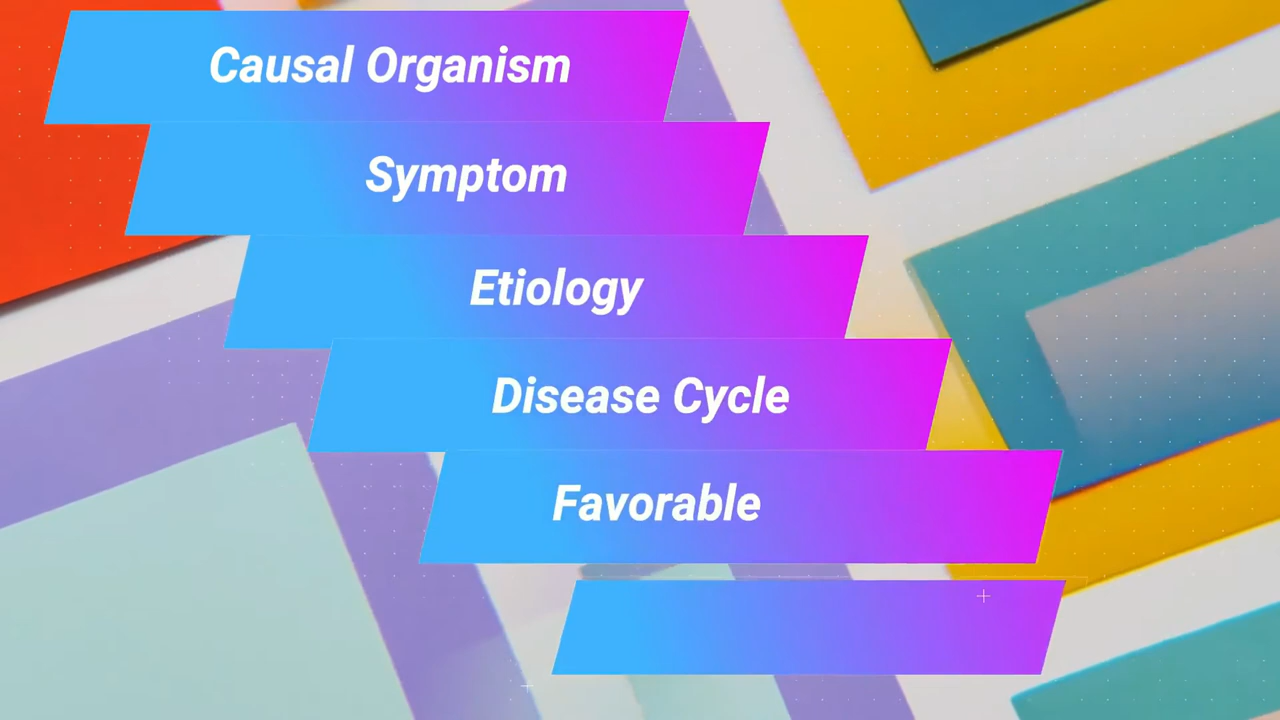 Causal Organism
Symptom
Etiology
Disease Cycle
Favorable